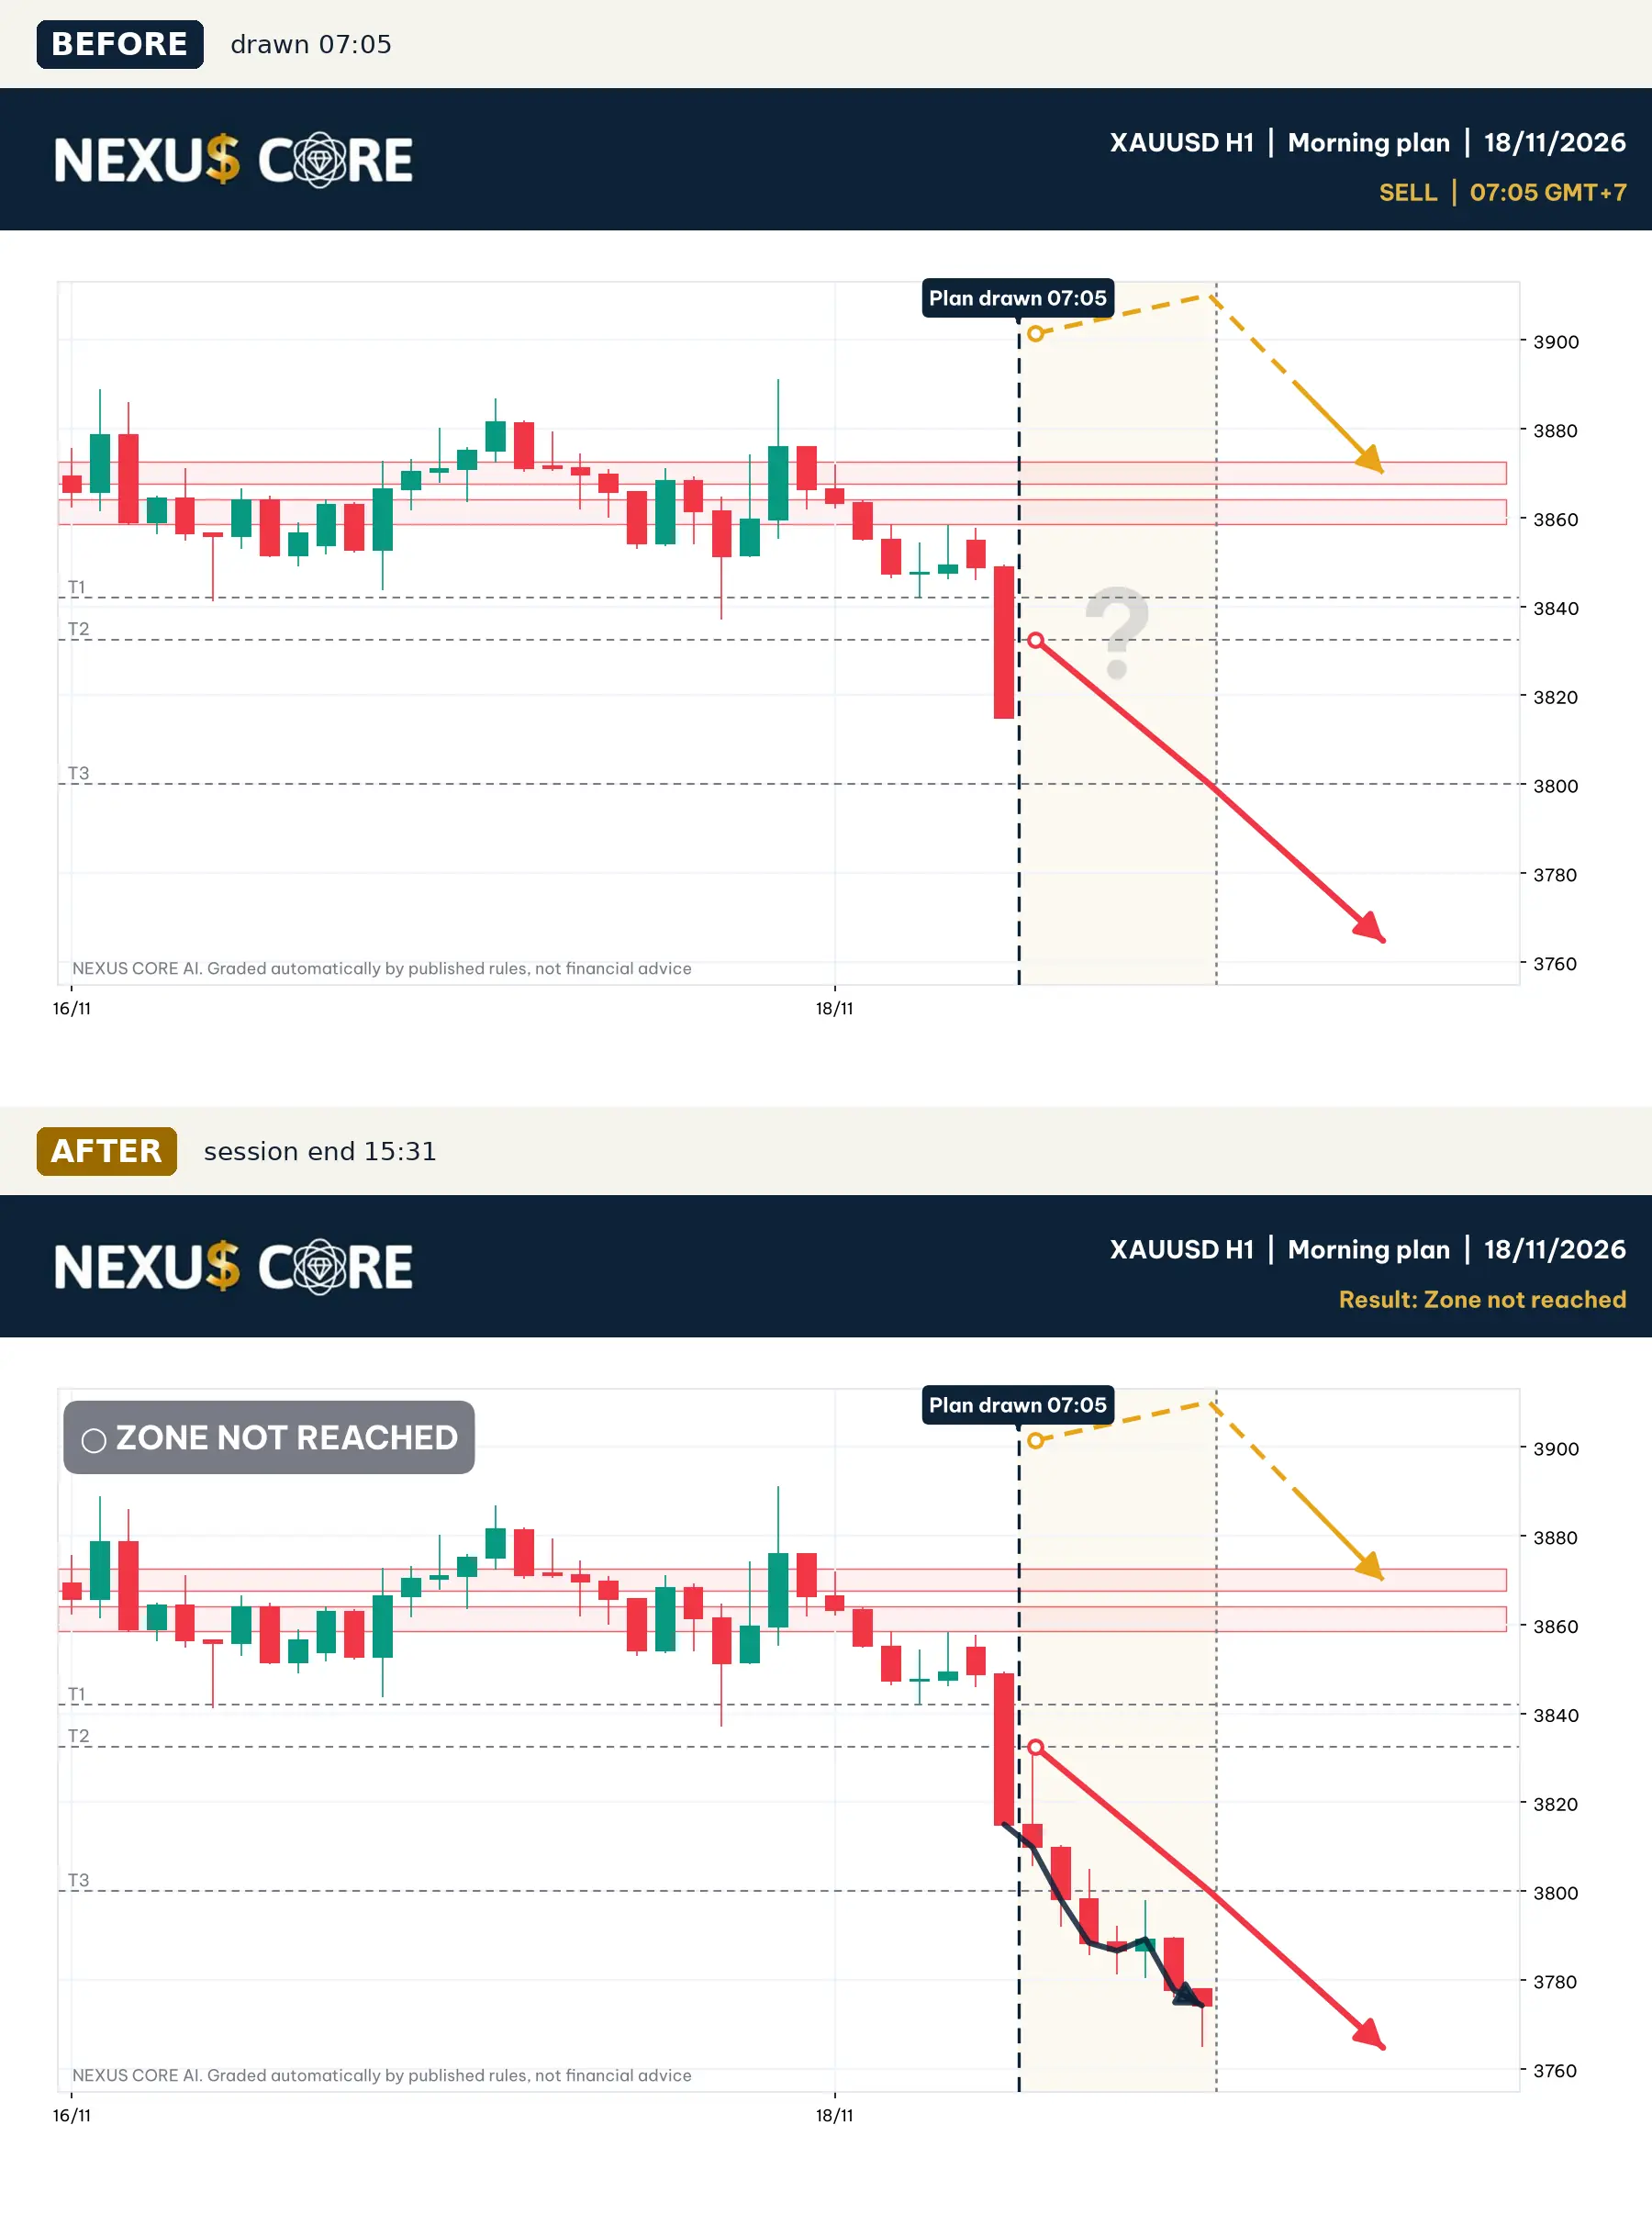 BEFORE drawn 07:05
NEXU$ CORE
XAUUSD H1 | Morning plan | 18/11/2026
SELL | 07:05 GMT+7
Plan drawn 07:05
3900
3880
3860
T1
3840
T2
?
3820
T3
3800
3780
NEXUS CORE AI. Graded automatically by published rules, not financial advice
3760
16/11 18/11
AFTER session end 15:31
NEXU$ CORE
XAUUSD H1 | Morning plan | 18/11/2026
Result: Zone not reached
Plan drawn 07:05
○ ZONE NOT REACHED
3900
3880
3860
T1
3840
T2
3820
T3
3800
3780
NEXUS CORE AI. Graded automatically by published rules, not financial advice
3760
16/11 18/11